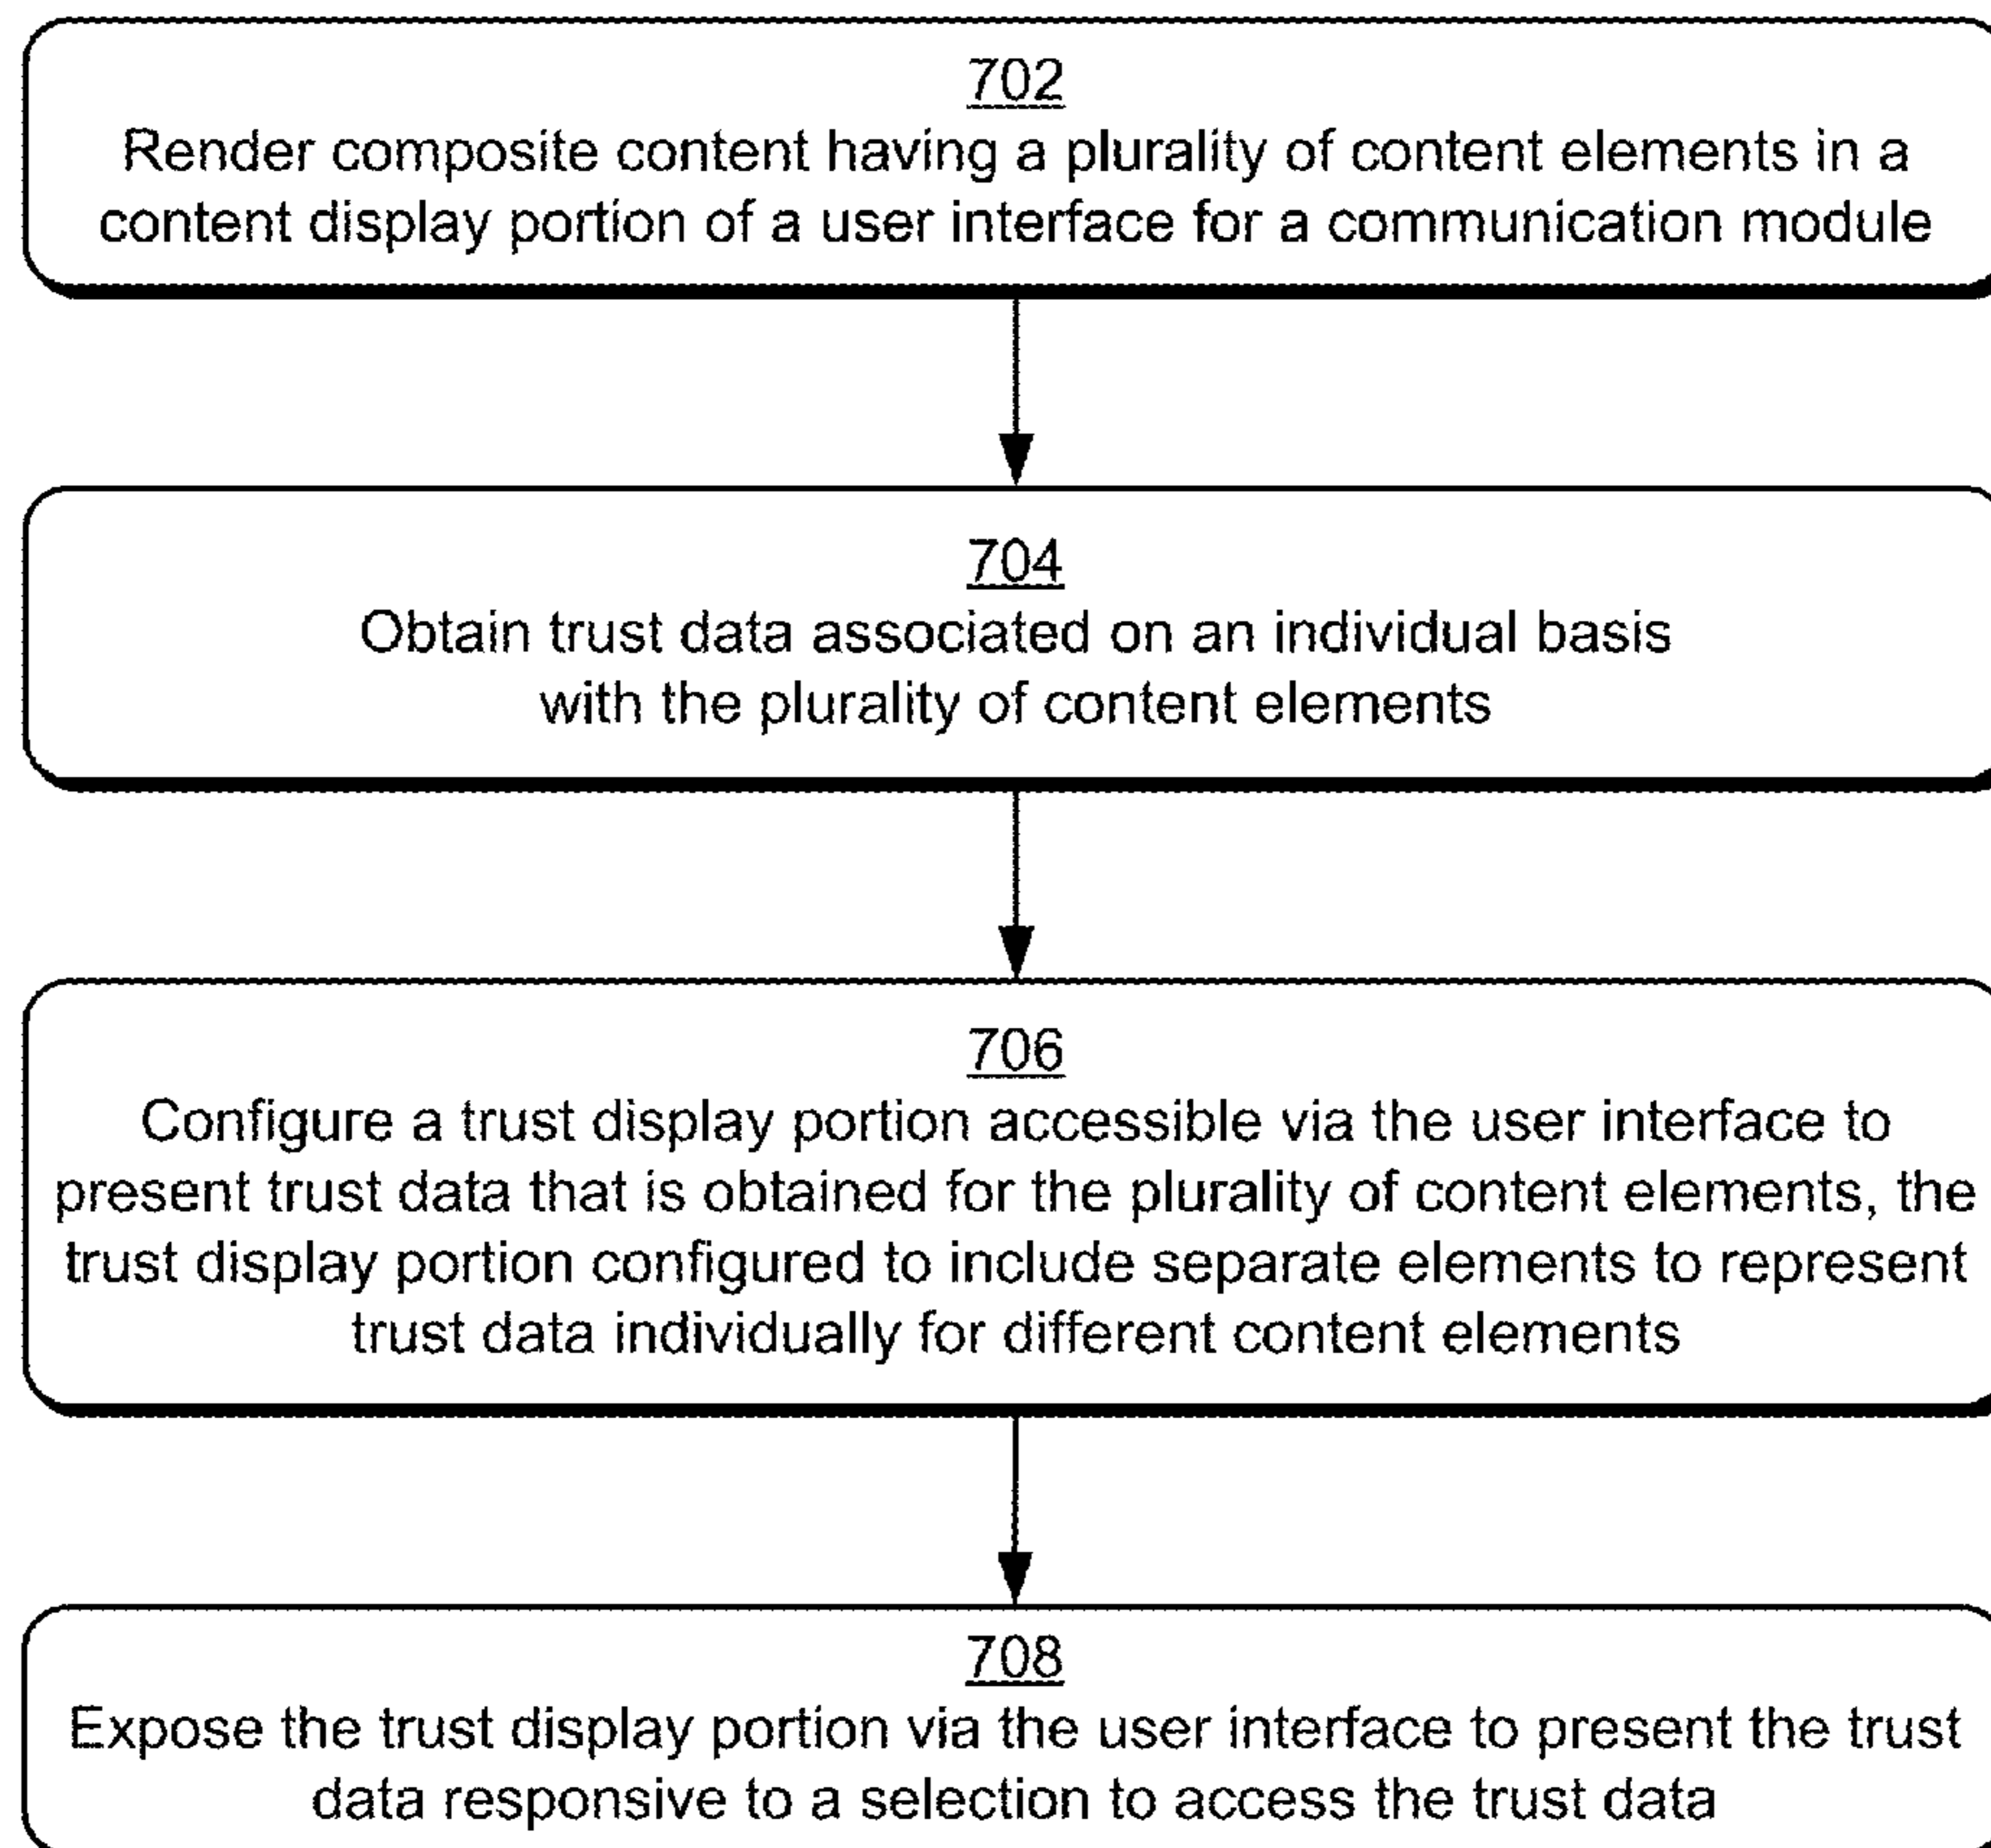 702
Render composite content having a plurality of content elements in a
content display portion of a user interface for a communication module
704
Obtain trust data associated on an individual basis
with the plurality of content elements
706
Configure a trust display portion accessible via the user interface to
present trust data that is obtained for the plurality of content elements, the
trust display portion configured to include separate elements to represent
trust data individually for different content elements
708
Expose the trust display portion via the user interface to present the trust
data responsive to a selection to access the trust data